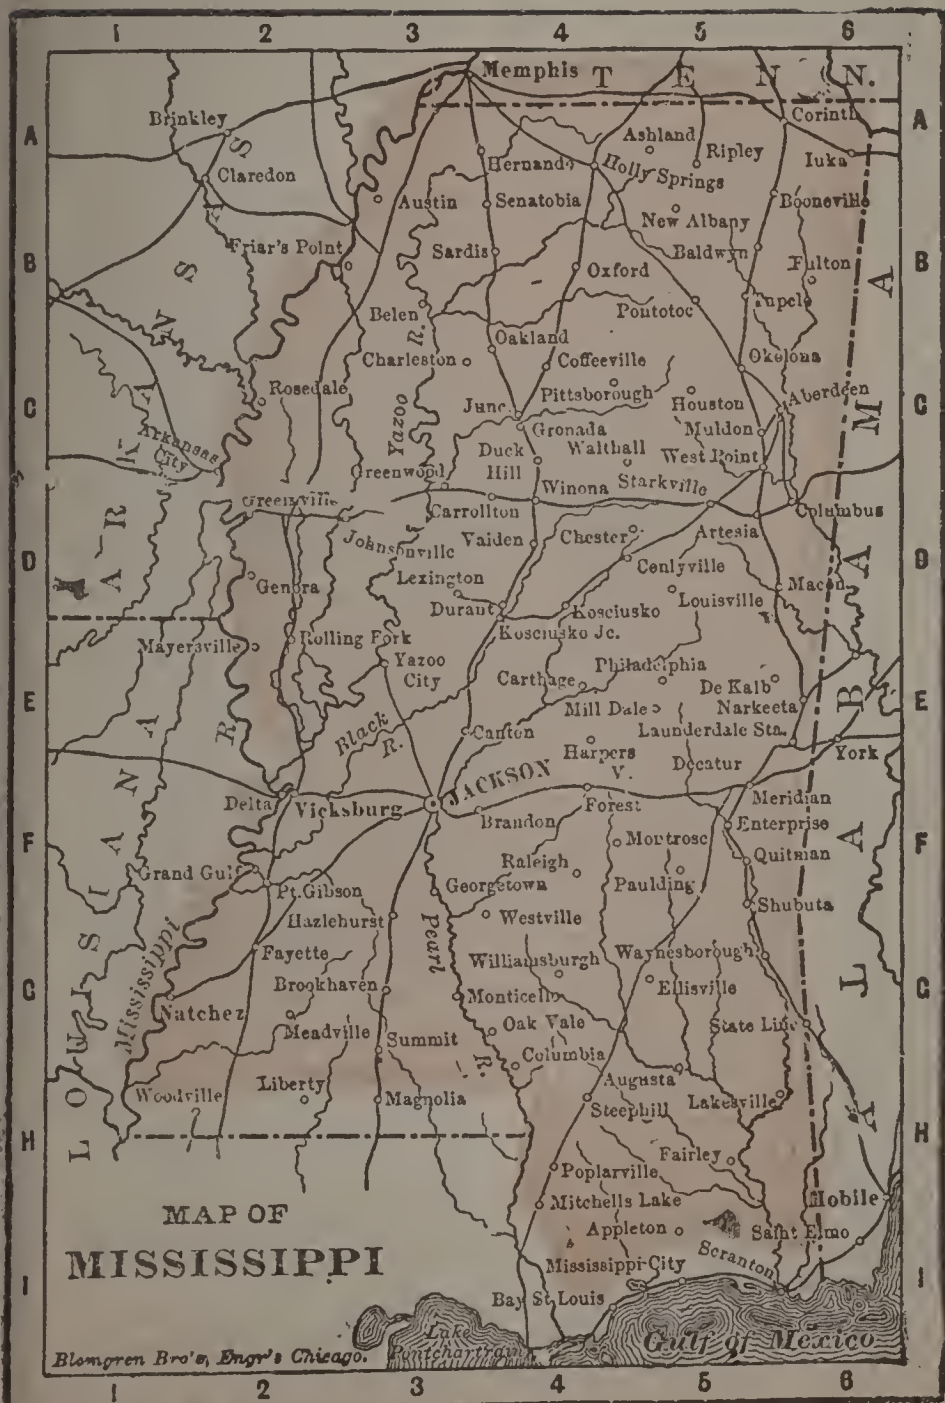 1 2 3 4 5 6
Memphis
TENN.
Brinkley
A
A
Corinth
Ashland
Ripley
Iuka
Hernando
Holly Springs
Claredon
Austin
Senatobia
Booneville
New Albany
Friar's Point
Sardis
Baldwyn
B
B
Oxford
Fulton
Belen
R.
Pontotoc
Tupelo
Oakland
Charleston
Coffeeville
Okolona
Pittsborough
Rosedale
Houston
Aberdeen
C
C
June.
Yazoo
Gronada
Muldon
Arkansas
City
Duck
Hill
Walthall
West Point
Greenwood
Winona
Starkville
Greenville
Carrollton
Columbus
Johnsonville
Vaiden
Chester
Artesia
D
D
Lexington
Conlyville
Genora
Macon
Durant
Kosciusko
Louisville
Kosciusko Jc.
Mayersville
Rolling Fork
Yazoo
City
Philadelphia
Carthage
De Kalb
E
E
Mill Dale
Narkeeta
Black
R.
Canton
Launderdale Sta.
Harpers
V.
Decatur
York
JACKSON
Delta
Vicksburg
Forest
Meridian
Brandon
Enterprise
F
F
Montrose
Quitman
Grand Gulf
Raleigh
Pt. Gibson
Georgetown
Paulding
Hazlehurst
Westville
Shubuta
Pearl
Fayette
Waynesborough
Williamsburgh
G
G
Brookhaven
Monticello
Ellisville
Mississippi
Natchez
Meadville
Oak Vale
State Line
Summit
Columbia
R.
Augusta
Woodville
Liberty
Magnolia
Steephill
Lakesville
H
H
Fairley
Poplarville
Mobile
Mitchells Lake
Appleton
Saint Elmo
Scranton
Mississippi City
I
I
Bay St Louis
ARKANSAS
LOUISIANA
R
ALABAMA
MAP OF
MISSISSIPPI
Lake
Pontchartrain
Gulf of Mexico
Blomgren Bro's, Engr's Chicago.
1 2 3 4 5 6